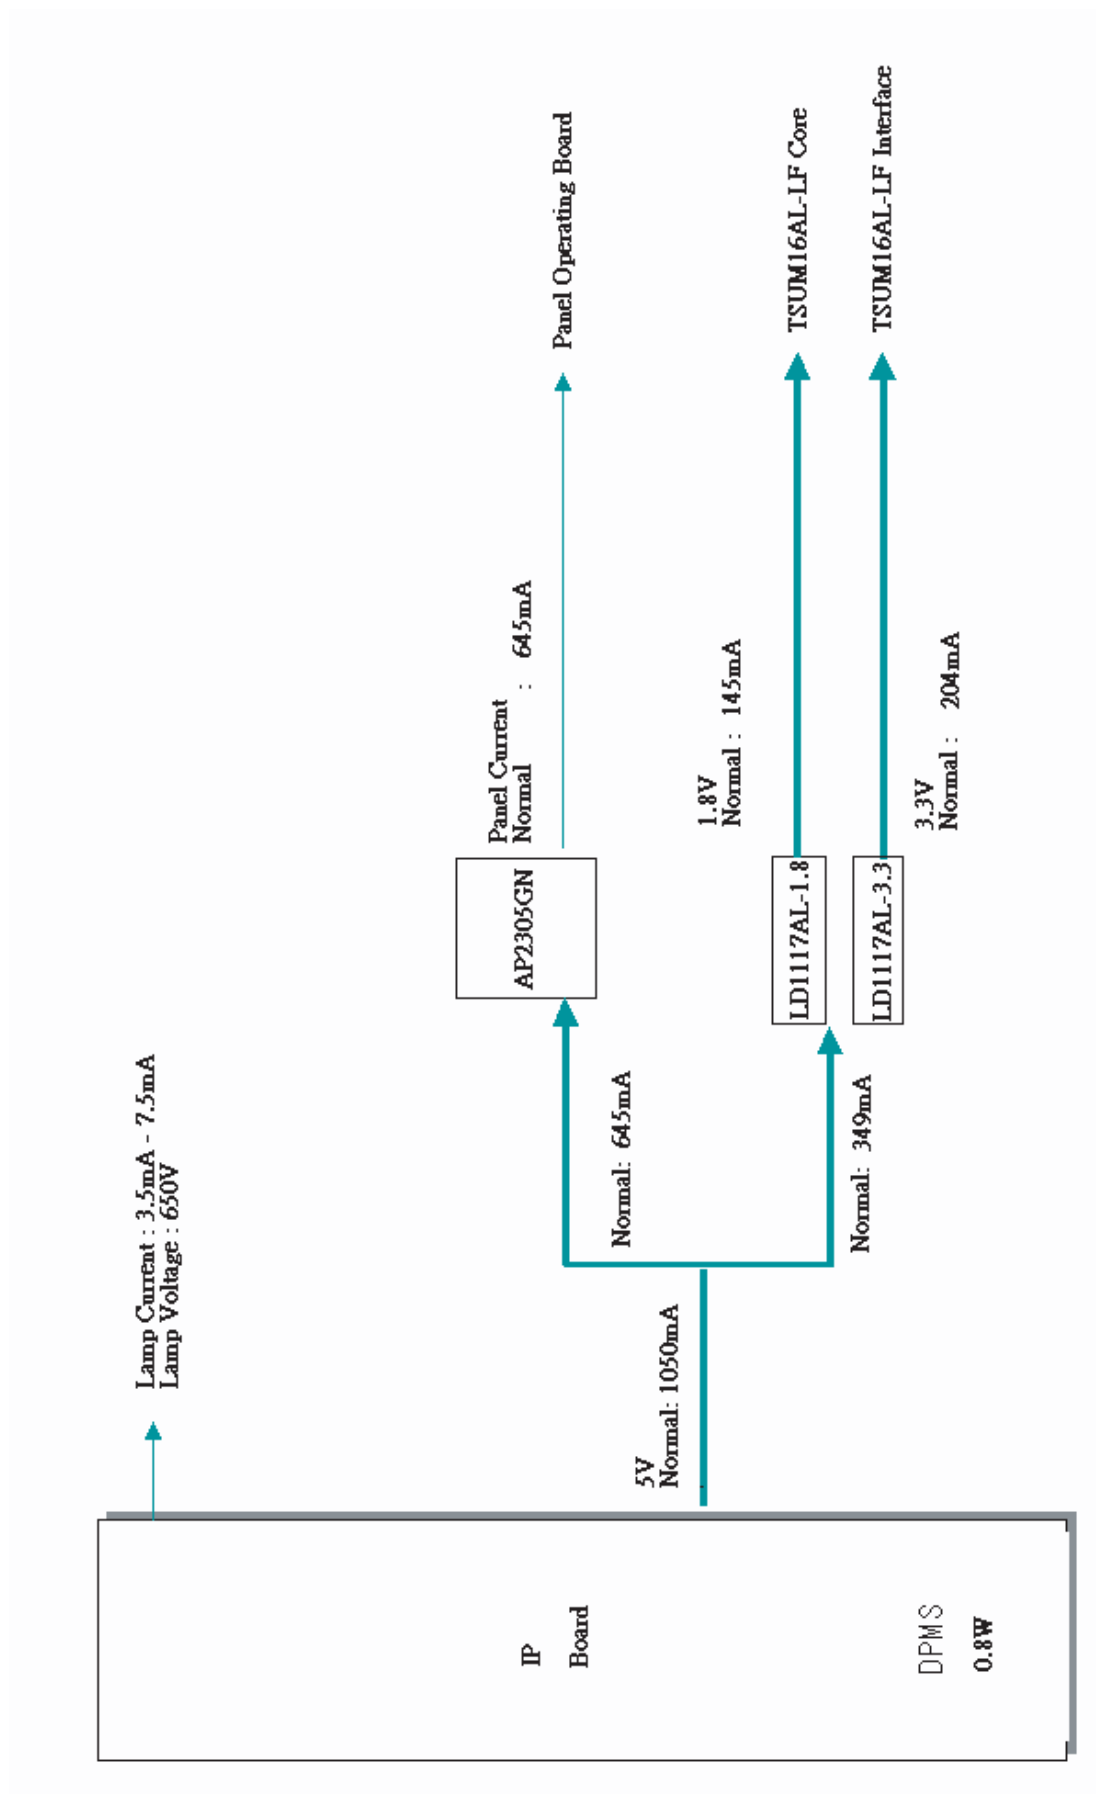 Lamp Current : 3.5mA - 7.5mA
Lamp Voltage : 650V
IP
Board
DPMS
0.8W
5V
Normal: 1050mA
Normal: 645mA
Normal: 349mA
AP2305GN
Panel Current
Normal : 645mA
Panel Operating Board
LD1117AL-1.8
1.8V
Normal : 145mA
TSUM16AL-LF Core
LD1117AL-3.3
3.3V
Normal : 204mA
TSUM16AL-LF Interface